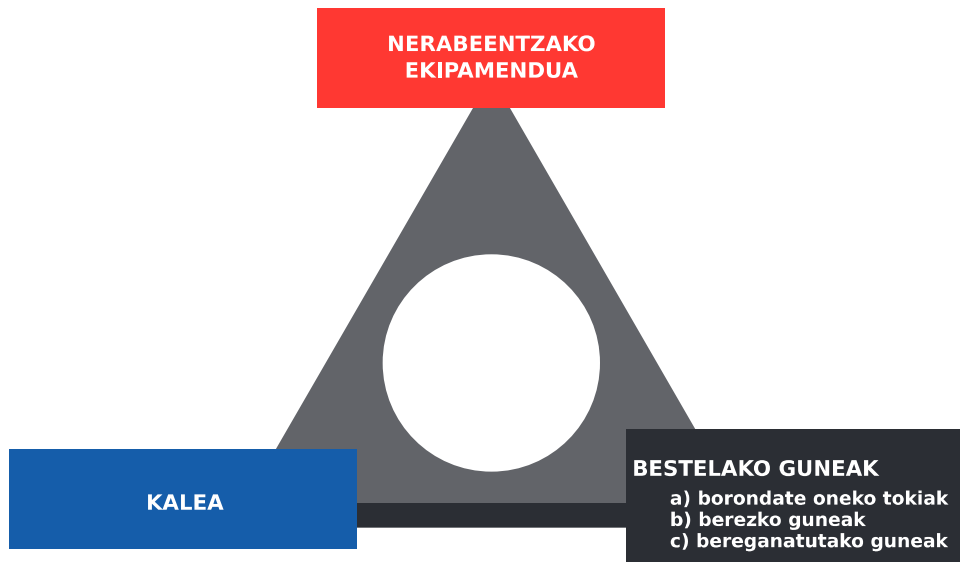 NERABEENTZAKO
EKIPAMENDUA
KALEA
BESTELAKO GUNEAK
a) borondate oneko tokiak
b) berezko guneak
c) bereganatutako guneak